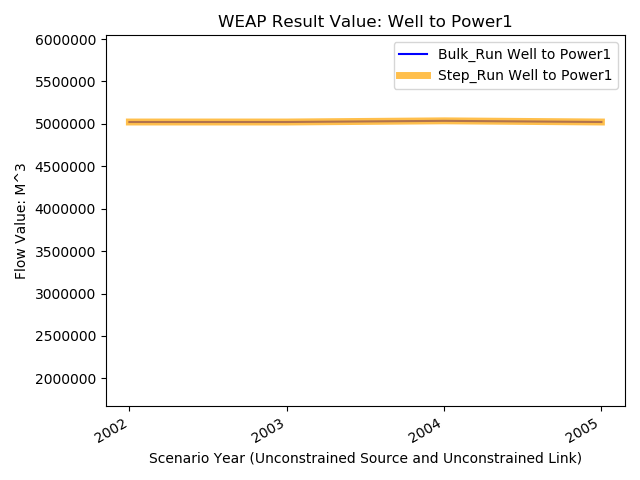 WEAP Result Value: Well to Power1
Bulk_Run Well to Power1
Step_Run Well to Power1
Flow Value: M^3
6000000
5500000
5000000
4500000
4000000
3500000
3000000
2500000
2000000
2002
2003
2004
2005
Scenario Year (Unconstrained Source and Unconstrained Link)